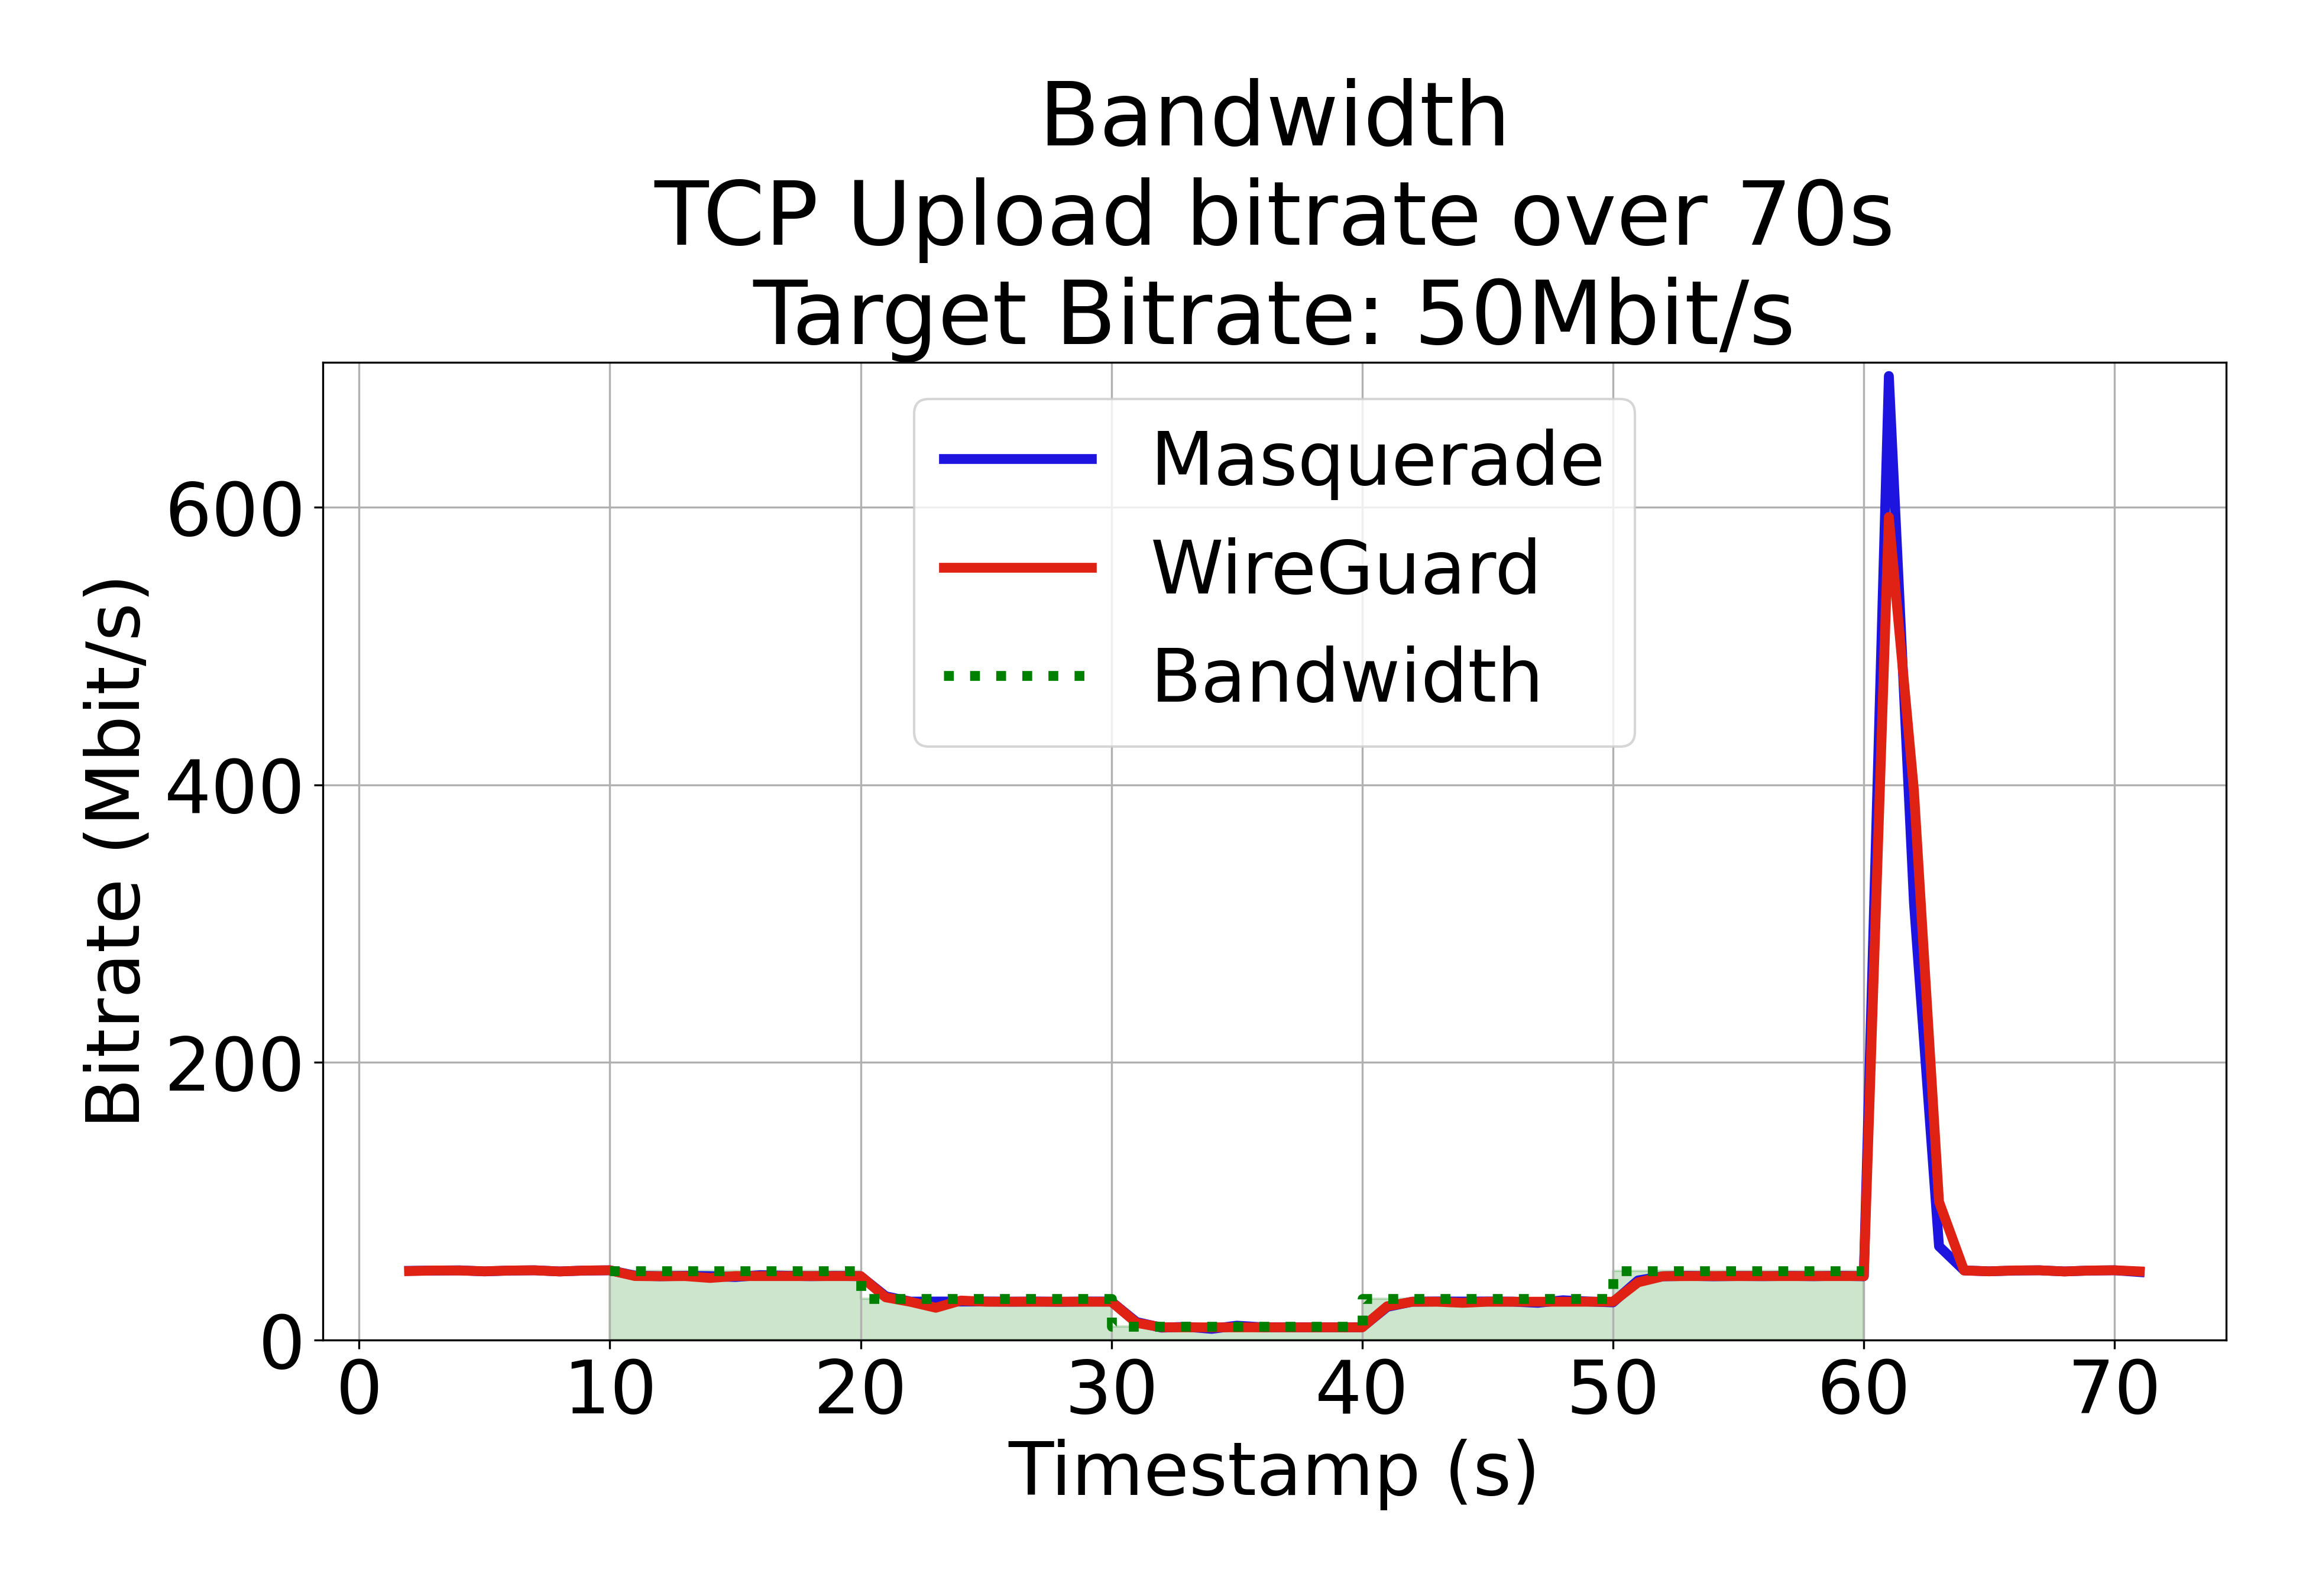 Bandwidth
TCP Upload bitrate over 70s
Target Bitrate: 50Mbit/s
Masquerade
WireGuard
Bandwidth
Bitrate (Mbit/s)
600
400
200
0
0 10 20 30 40 50 60 70
Timestamp (s)